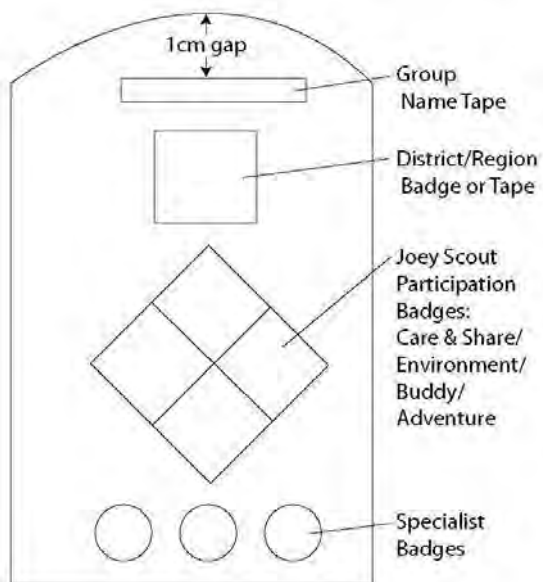 1cm gap
Group
Name Tape
District/Region
Badge or Tape
Joey Scout
Participation
Badges:
Care & Share/
Environment/
Buddy/
Adventure
Specialist
Badges